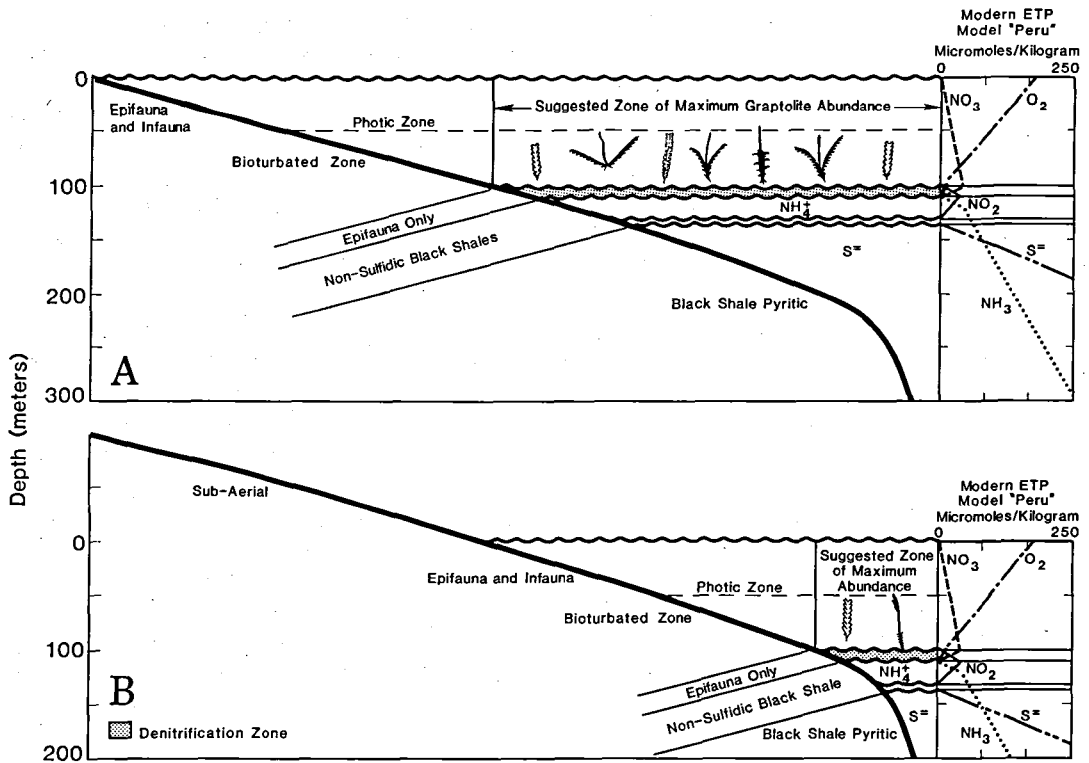 Modern ETP
Model "Peru"
Micromoles/Kilogram
0 250
0
Suggested Zone of Maximum Graptolite Abundance
NO3
O2
Epifauna
and Infauna
Photic Zone
Bioturbated Zone
100
NH4+
NO2
Epifauna Only
Non-Sulfidic Black Shales
S=
S=
200
Black Shale Pyritic
NH3
A
300
Depth (meters)
Modern ETP
Model "Peru"
Micromoles/Kilogram
0 250
Sub-Aerial
0
Suggested Zone
of Maximum
Abundance
NO3
O2
Epifauna and Infauna
Photic Zone
Bioturbated Zone
100
NH4+
NO2
Epifauna Only
Non-Sulfidic Black Shale
B
S=
S=
Denitrification Zone
Black Shale Pyritic
NH3
200